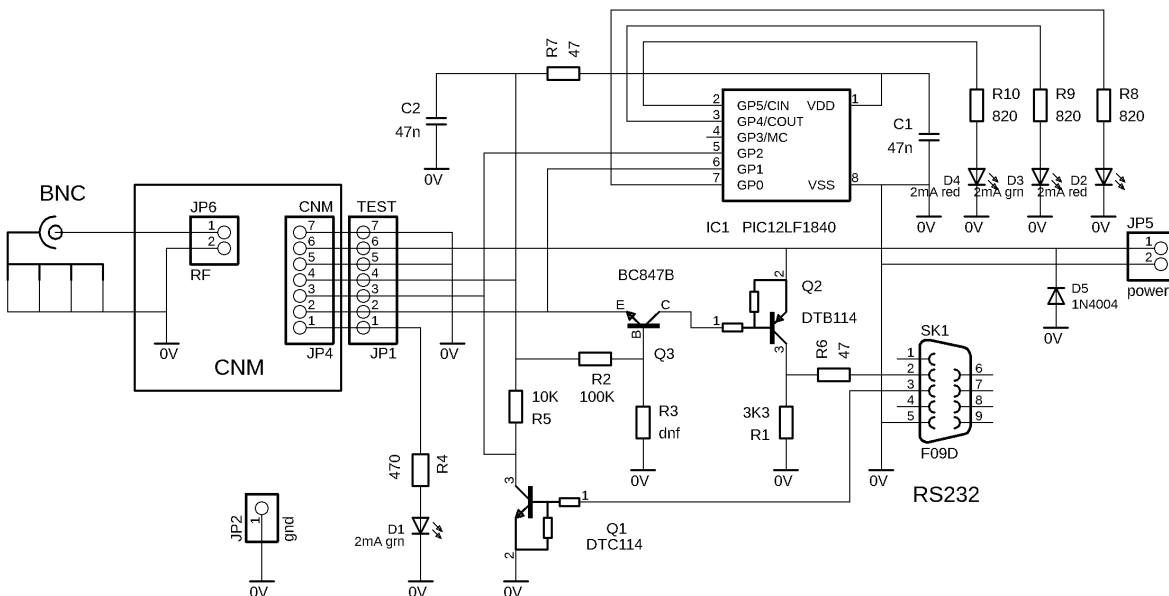 R7
47
C2
47n
0V
2
3
4
5
6
7
GP5/CIN
GP4/COUT
GP3/MC
GP2
GP1
GP0
VDD
VSS
1
8
IC1 PIC12LF1840
C1
47n
0V
R10
820
R9
820
R8
820
D4
2mA red
D3
2mA grn
D2
2mA red
0V
0V
0V
BNC
JP6
1
2
RF
0V
CNM
CNM
7
6
5
4
3
2
1
JP4
TEST
7
6
5
4
3
2
1
JP1
0V
JP5
1
2
power
D5
1N4004
0V
BC847B
E
C
B
Q3
2
Q2
1
DTB114
3
R6
47
R2
100K
10K
R5
R3
dnf
0V
3K3
R1
0V
0V
SK1
1
2
3
4
5
6
7
8
9
F09D
RS232
470
R4
D1
2mA grn
0V
3
1
2
Q1
DTC114
0V
JP2
1
gnd
0V